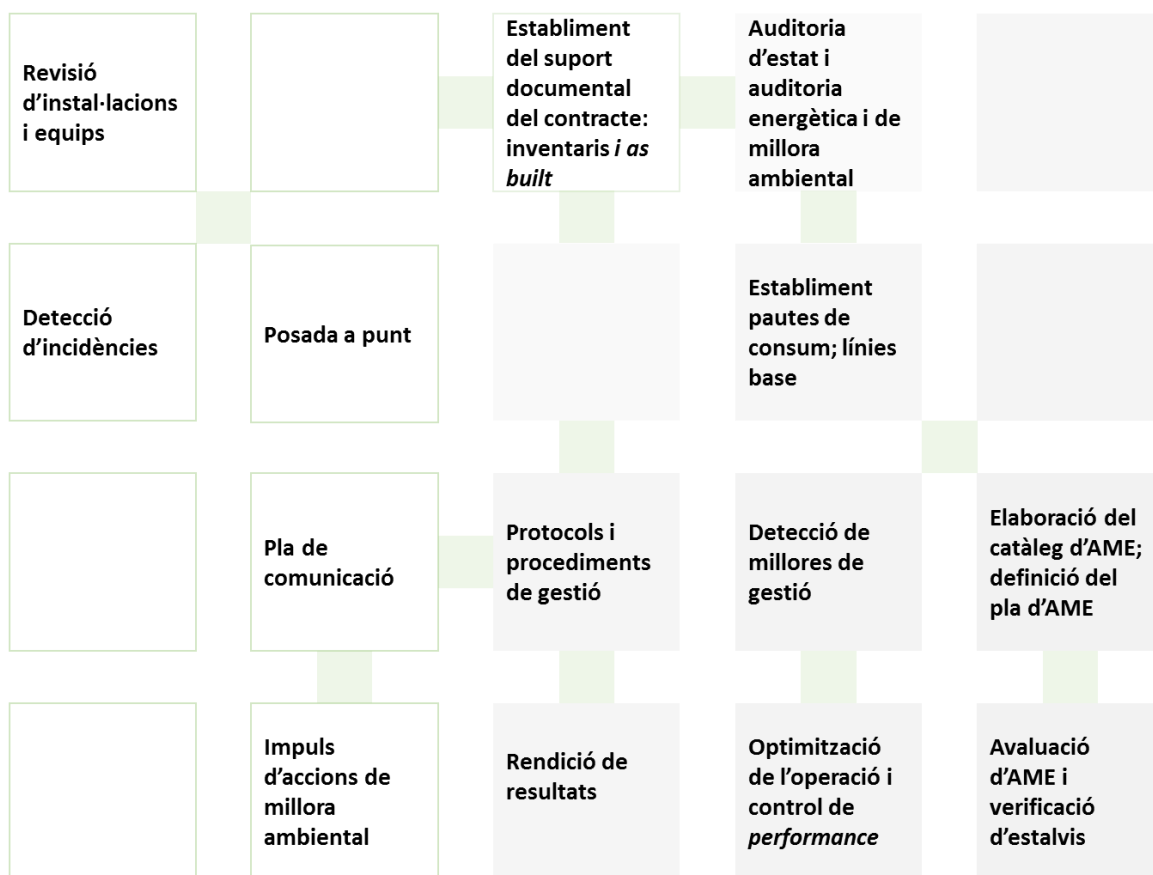 Revisió
d’instal·lacions
i equips
Establiment
del suport
documental
del contracte:
inventaris i as
built
Auditoria
d’estat i
auditoria
energètica i de
millora
ambiental
Detecció
d’incidències
Posada a punt
Establiment
pautes de
consum; línies
base
Pla de
comunicació
Protocols i
procediments
de gestió
Detecció de
millores de
gestió
Elaboració del
catàleg d’AME;
definició del
pla d’AME
Impuls
d’accions de
millora
ambiental
Rendició de
resultats
Optimització
de l’operació i
control de
performance
Avaluació
d’AME i
verificació
d’estalvis